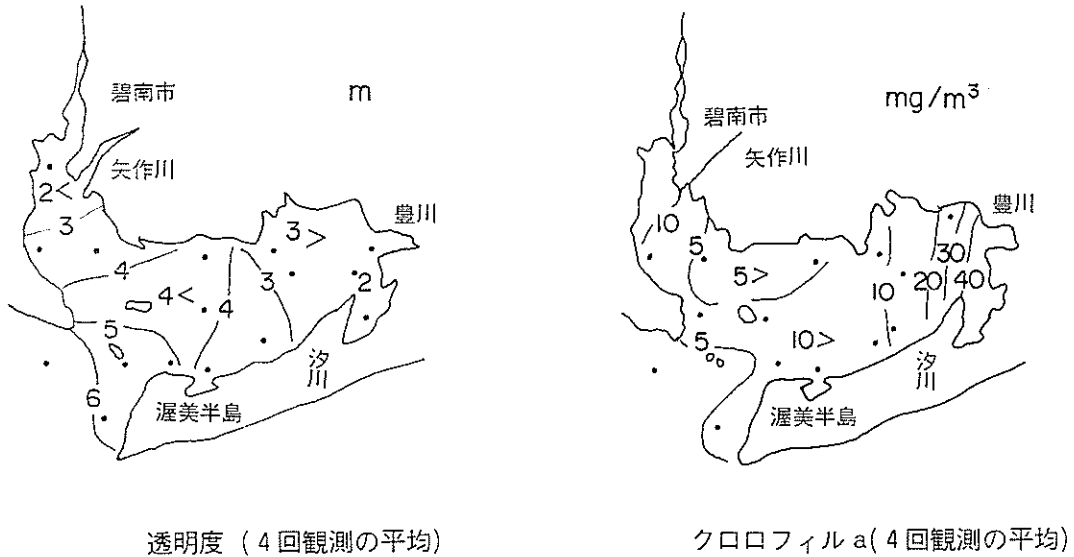 碧南市
m
矢作川
2<
3
豊川
3>
4
3
2
4<
4
5
汐川
6
渥美半島
透明度 (4回観測の平均)
mg/m³
碧南市
矢作川
豊川
10
5
30
5>
10
20
40
5
10>
汐川
渥美半島
クロロフィルa(4回観測の平均)